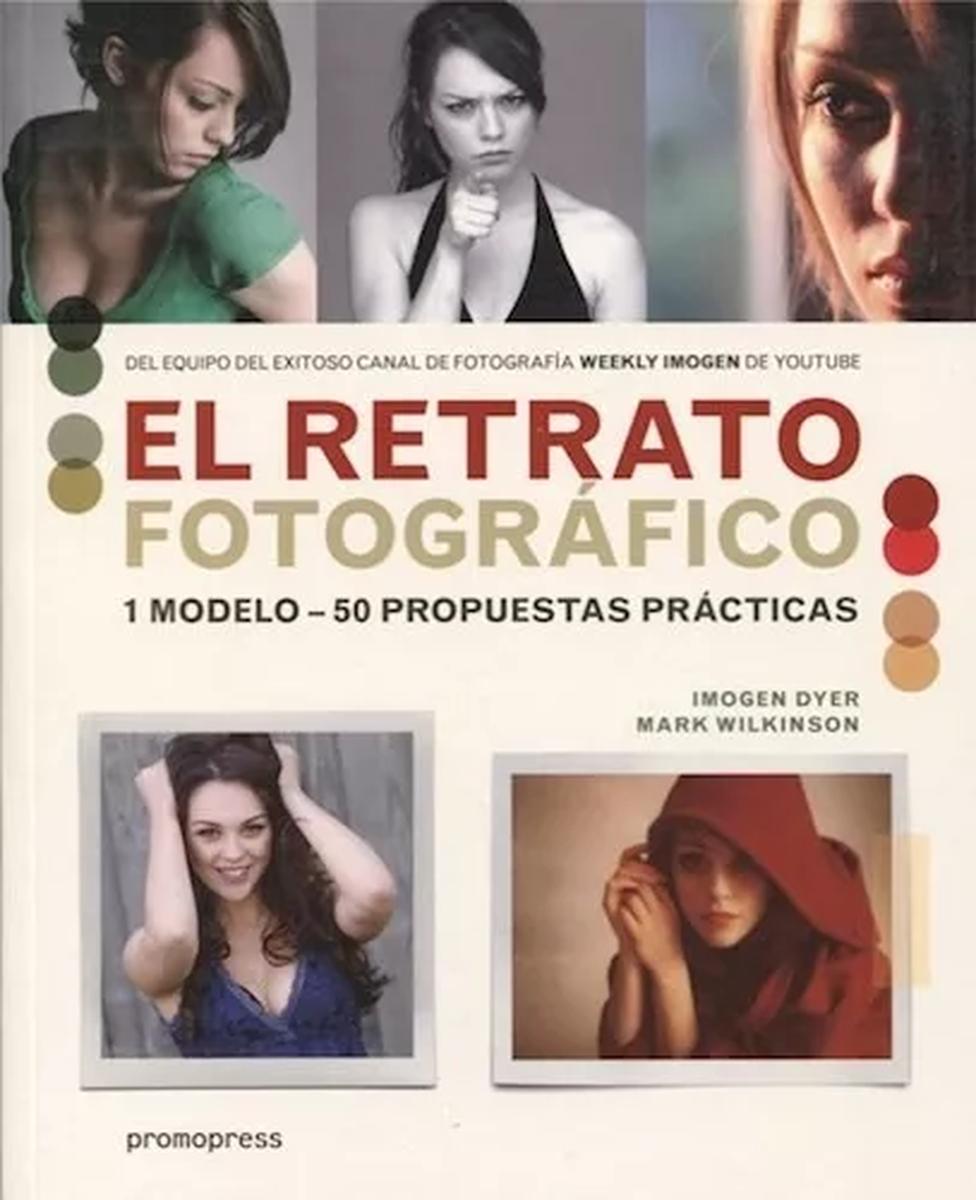 DEL EQUIPO DEL EXITOSO CANAL DE FOTOGRAFÍA WEEKLY IMOGEN DE YOUTUBE
EL RETRATO
FOTOGRÁFICO
1 MODELO – 50 PROPUESTAS PRÁCTICAS
IMOGEN DYER
MARK WILKINSON
promopress